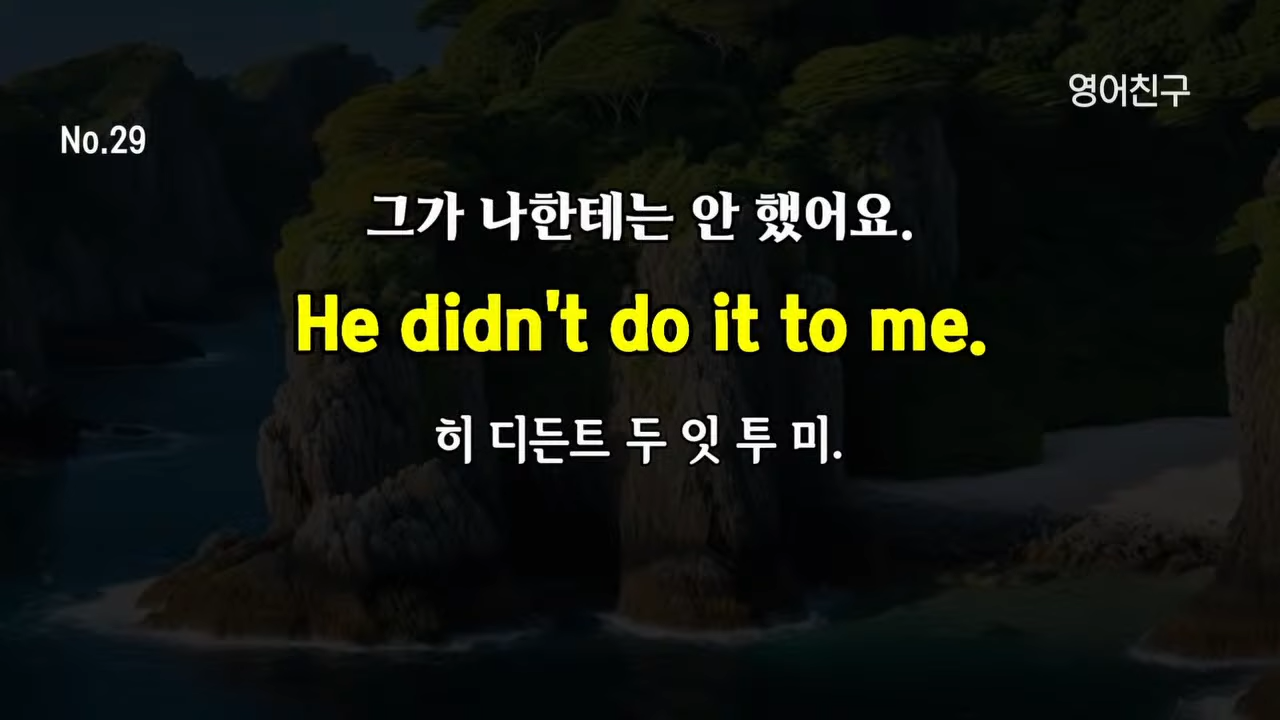 영어친구
No.29
그가 나한테는 안 했어요.
He didn't do it to me.
히 디든트 두 잇 투 미.